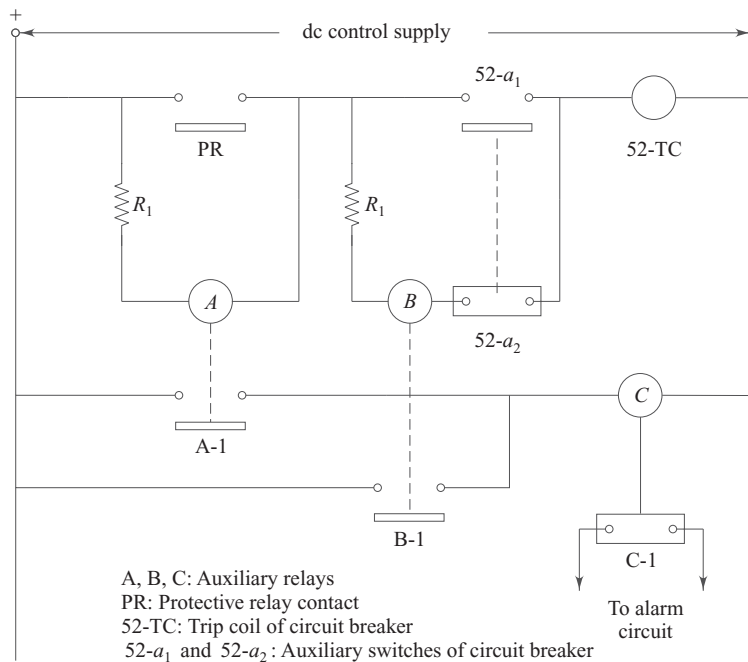 +
dc control supply
52-a₁
PR
52-TC
R₁
R₁
A
B
52-a₂
C
A-1
B-1
C-1
To alarm
circuit
A, B, C: Auxiliary relays
PR: Protective relay contact
52-TC: Trip coil of circuit breaker
52-a₁ and 52-a₂: Auxiliary switches of circuit breaker